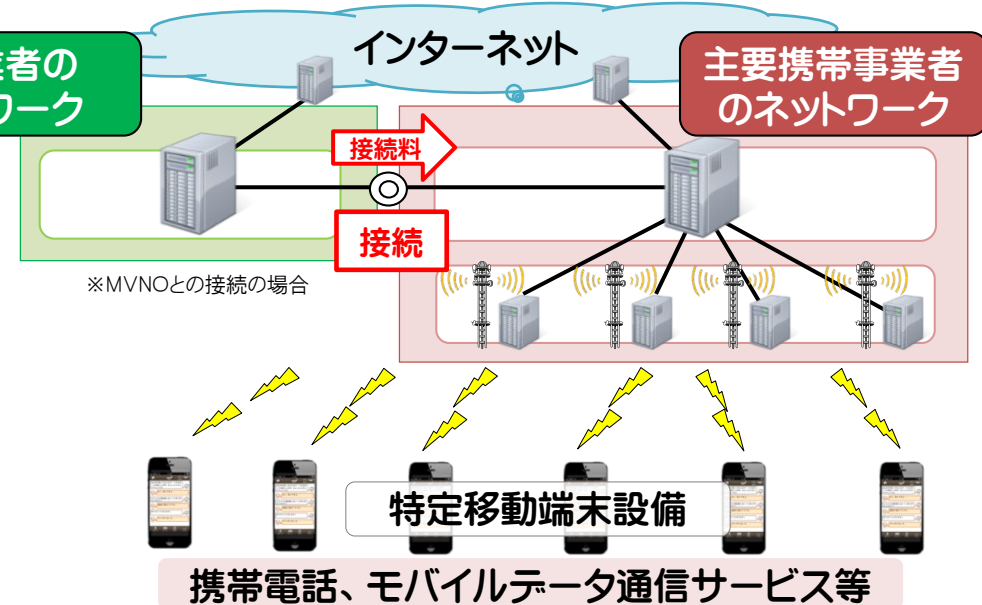 インターネット
業者の
ワーク
主要携帯事業者
のネットワーク
接続料
接続
※MVNOとの接続の場合
特定移動端末設備
携帯電話、モバイルデータ通信サービス等